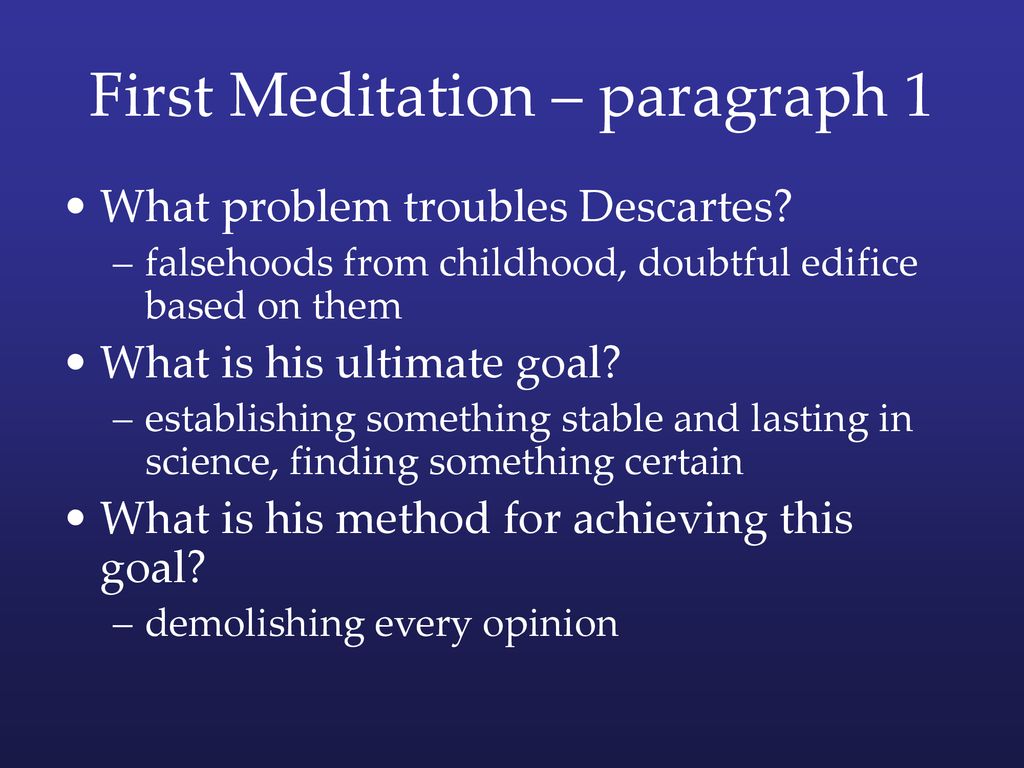 First Meditation – paragraph 1
• What problem troubles Descartes?
– falsehoods from childhood, doubtful edifice
based on them
• What is his ultimate goal?
– establishing something stable and lasting in
science, finding something certain
• What is his method for achieving this
goal?
– demolishing every opinion